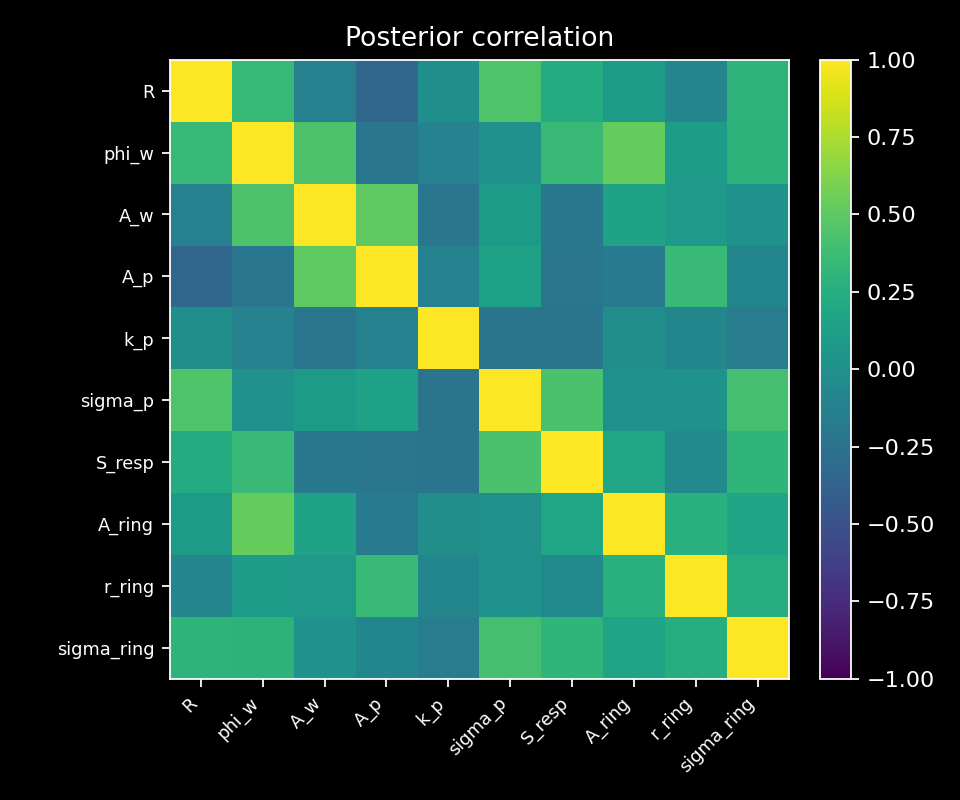 Posterior correlation
R
phi_w
A_w
A_p
k_p
sigma_p
S_resp
A_ring
r_ring
sigma_ring
R
phi_w
A_w
A_p
k_p
sigma_p
S_resp
A_ring
r_ring
sigma_ring
1.00
0.75
0.50
0.25
0.00
−0.25
−0.50
−0.75
−1.00